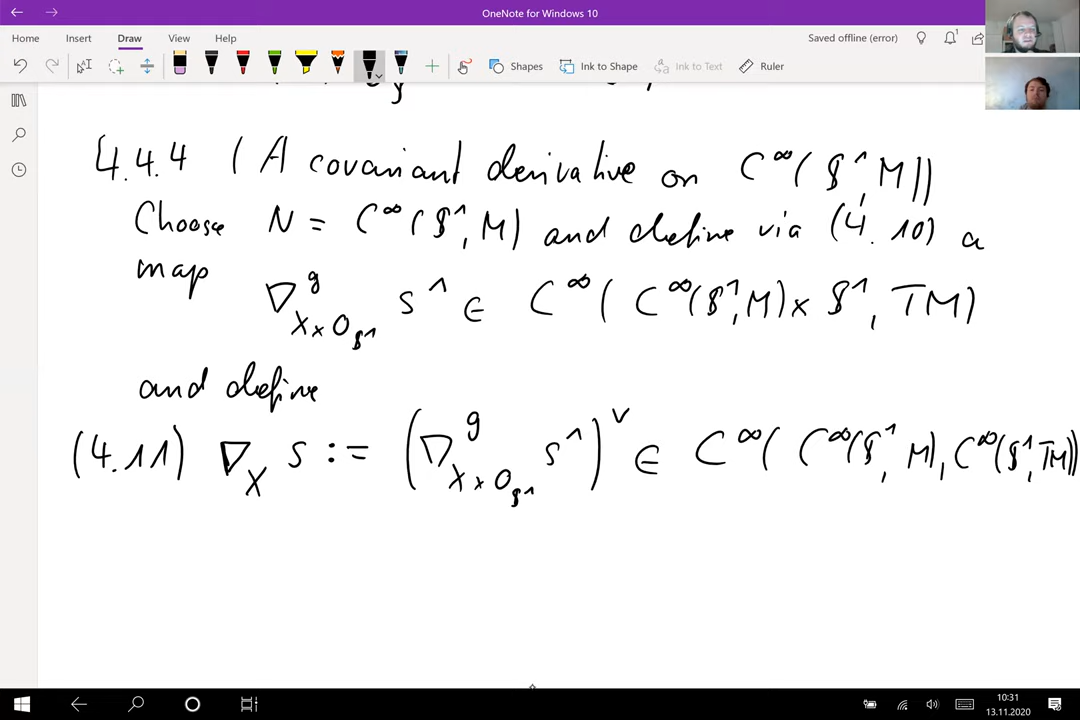 OneNote for Windows 10
Home Insert Draw View Help Saved offline (error)
Shapes Ink to Shape Ink to Text Ruler
4.4.4 (A covariant derivative on C^∞(S^1, M))
Choose N = C^∞(S^1, M) and define via (4.10) a
map ∇^g_{X×0_{S^1}} S^∧ ∈ C^∞(C^∞(S^1, M) × S^1, TM)
and define
(4.11) ∇_X S := (∇^g_{X×0_{S^1}} S^∧)^∨ ∈ C^∞(C^∞(S^1, M), C^∞(S^1, TM))
10:31
13.11.2020